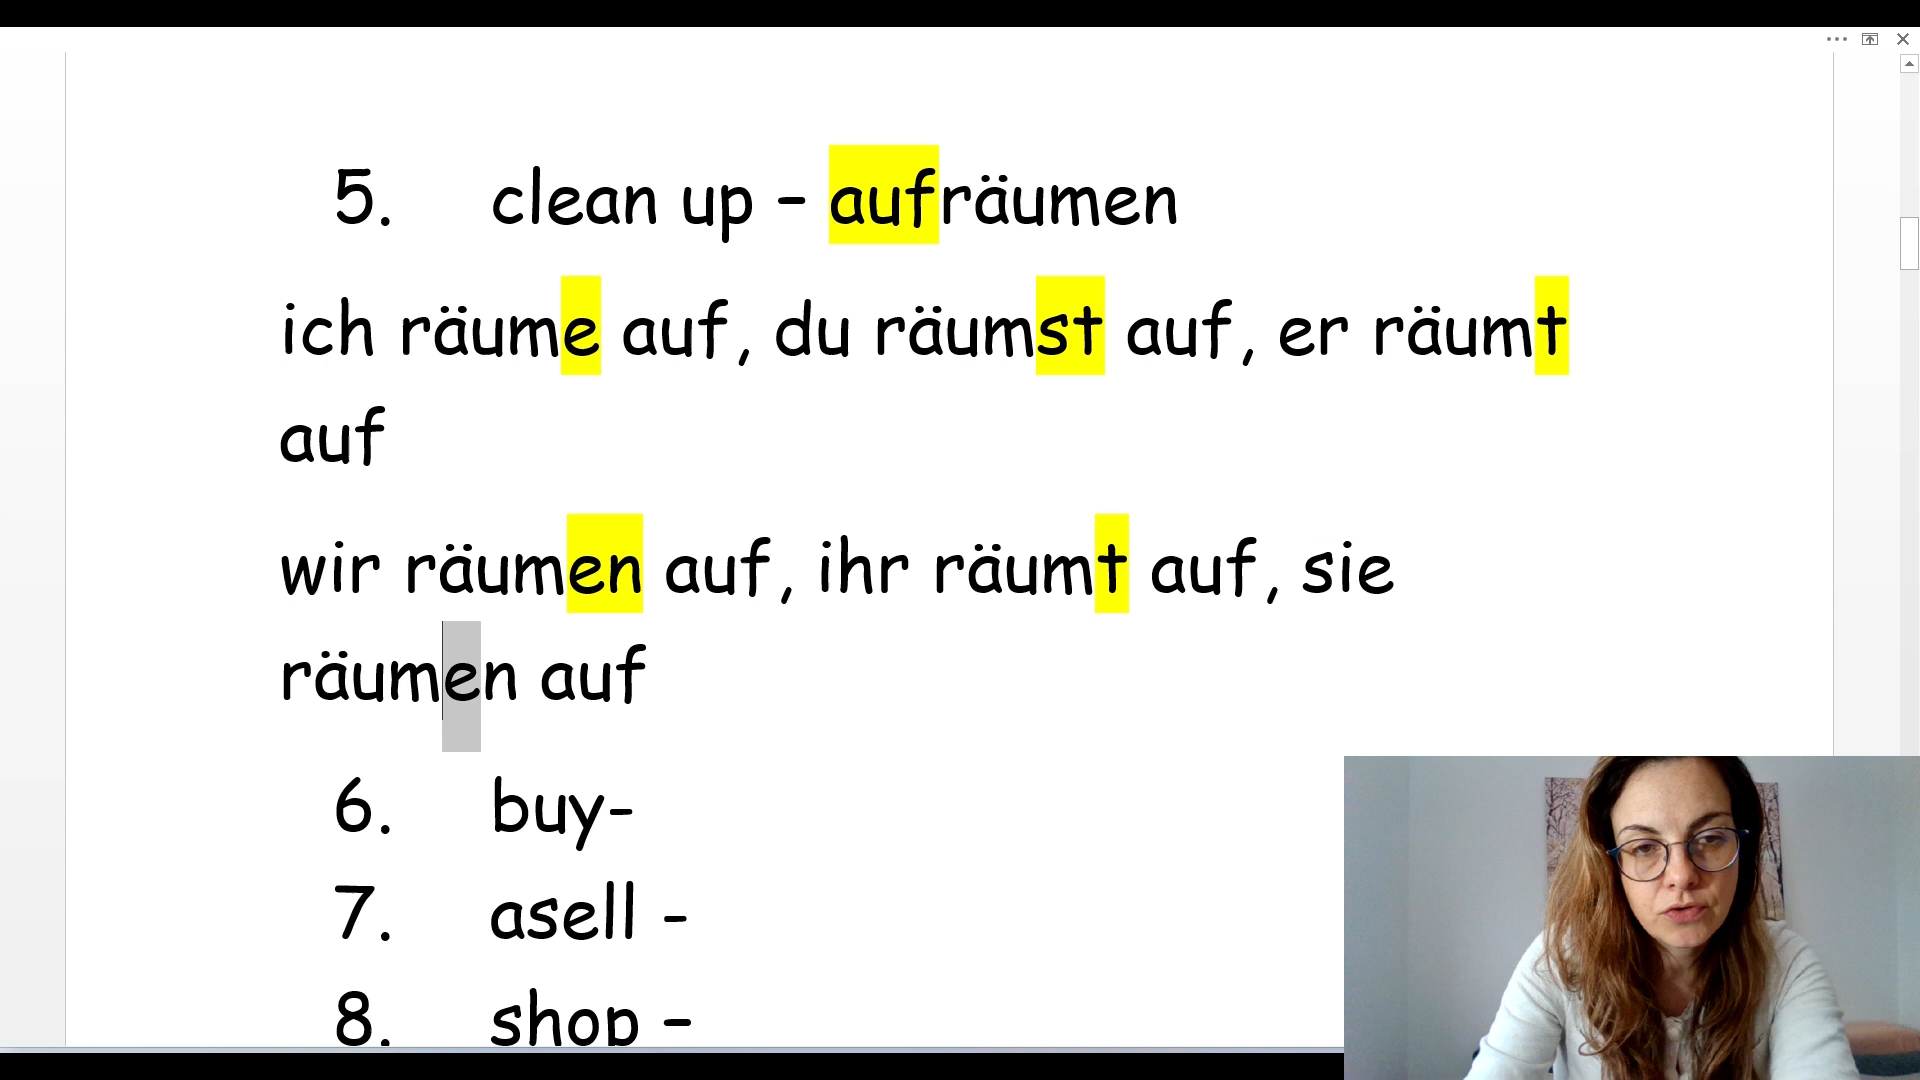 5. clean up – aufräumen
ich räume auf, du räumst auf, er räumt
auf
wir räumen auf, ihr räumt auf, sie
räumen auf
6. buy-
7. asell -
8. shop –